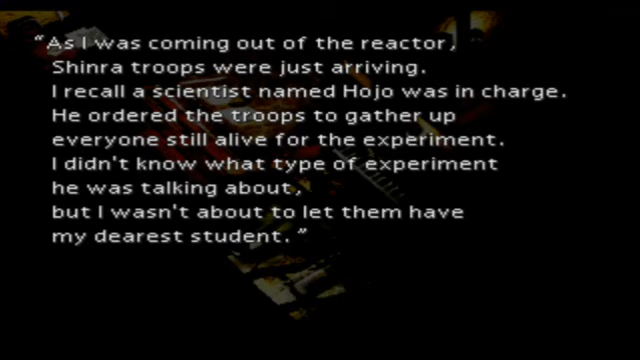 “As I was coming out of the reactor,
Shinra troops were just arriving.
I recall a scientist named Hojo was in charge.
He ordered the troops to gather up
everyone still alive for the experiment.
I didn't know what type of experiment
he was talking about,
but I wasn't about to let them have
my dearest student.”